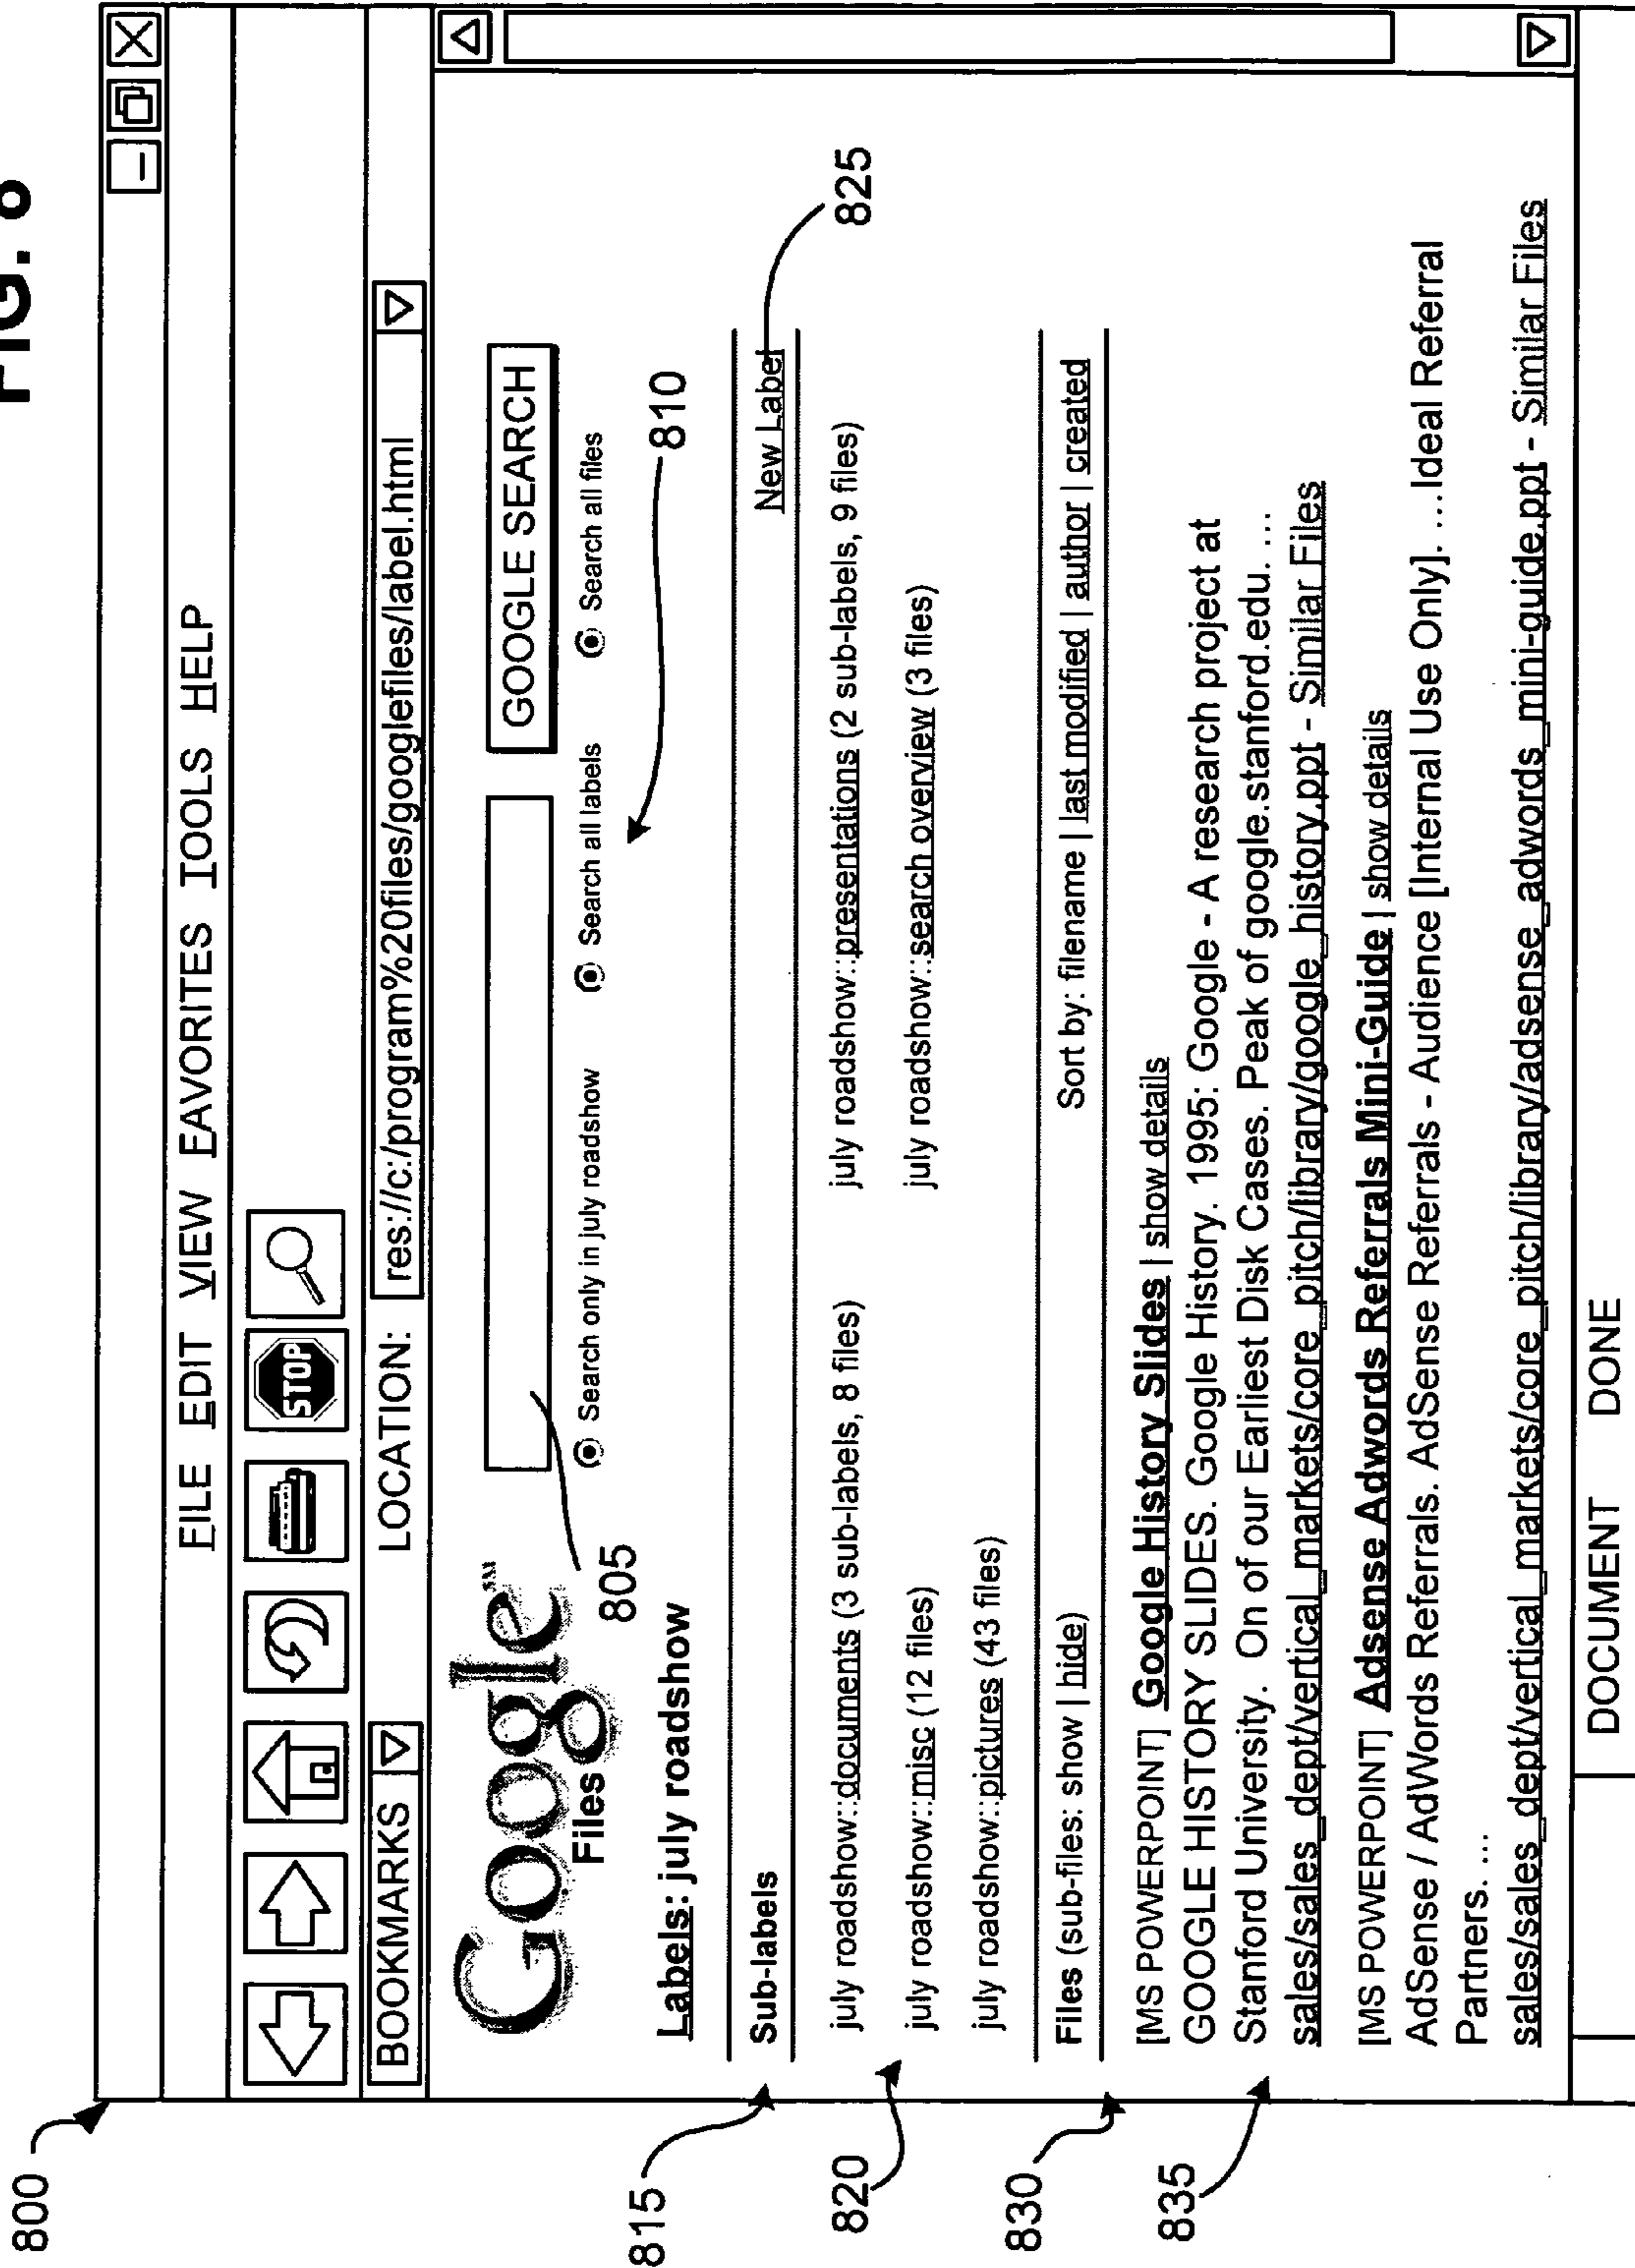 FIG. 8
800
FILE EDIT VIEW FAVORITES TOOLS HELP
STOP
BOOKMARKS LOCATION: res://c:/program%20files/googlefiles/label.html
Google SM GOOGLE SEARCH
Files
Search only in july roadshow Search all labels Search all files
805
810
Labels: july roadshow
815
Sub-labels New Label
825
820
july roadshow::documents (3 sub-labels, 8 files) july roadshow::presentations (2 sub-labels, 9 files)
july roadshow::misc (12 files) july roadshow::search overview (3 files)
july roadshow::pictures (43 files)
830
Files (sub-files: show | hide) Sort by: filename | last modified | author | created
835
[MS POWERPOINT] Google History Slides | show details
GOOGLE HISTORY SLIDES. Google History. 1995: Google - A research project at
Stanford University. On of our Earliest Disk Cases. Peak of google.stanford.edu. ...
sales/sales_dept/vertical_markets/core_pitch/library/google_history.ppt - Similar Files
[MS POWERPOINT] Adsense Adwords Referrals Mini-Guide | show details
AdSense / AdWords Referrals. AdSense Referrals - Audience [Internal Use Only]. ...Ideal Referral
Partners. ...
sales/sales_dept/vertical_markets/core_pitch/library/adsense_adwords_mini-guide.ppt - Similar Files
DOCUMENT DONE